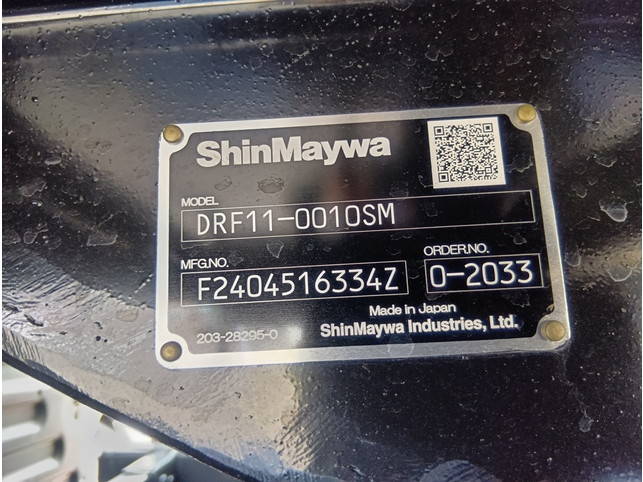 ShinMaywa
MODEL
DRF11-0010SM
MFG.NO.
F2404516334Z
ORDER.NO.
0-2033
Made in Japan
203-28295-0
ShinMaywa Industries, Ltd.